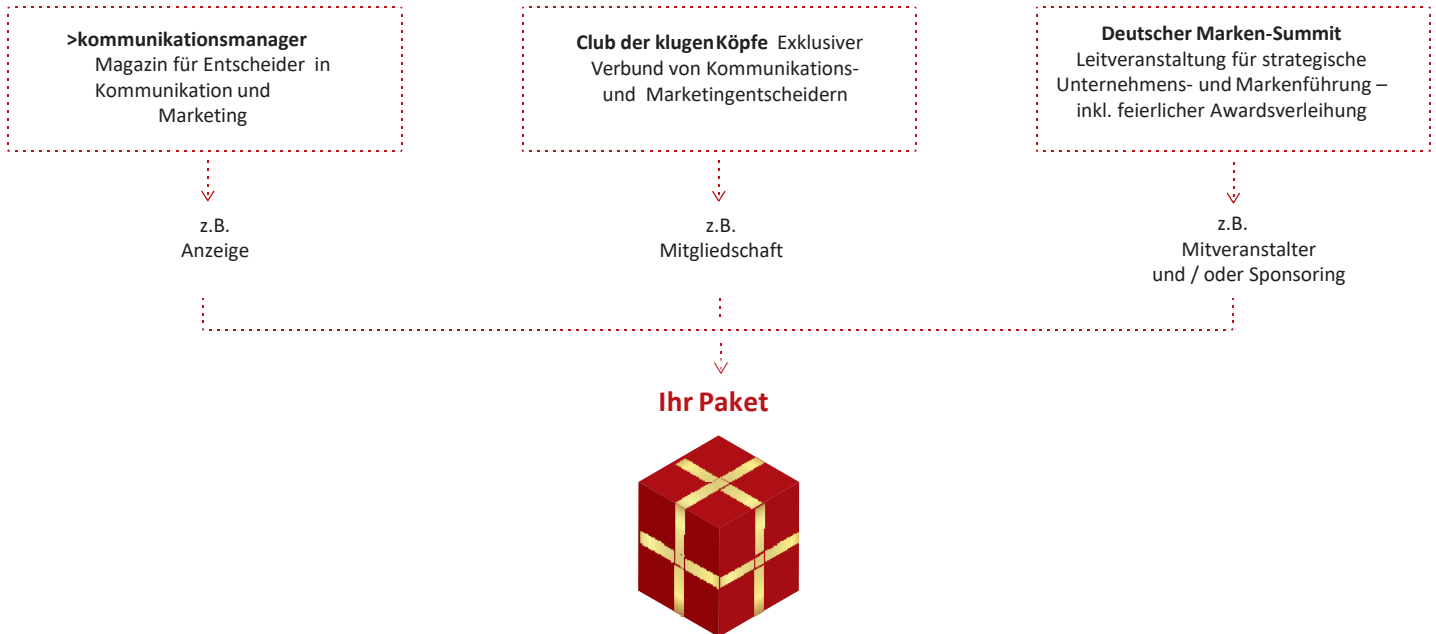 >kommunikationsmanager
Magazin für Entscheider in
Kommunikation und
Marketing
z.B.
Anzeige
Club der klugen Köpfe Exklusiver
Verbund von Kommunikations-
und Marketingentscheidern
z.B.
Mitgliedschaft
Deutscher Marken-Summit
Leitveranstaltung für strategische
Unternehmens- und Markenführung –
inkl. feierlicher Awardsverleihung
z.B.
Mitveranstalter
und / oder Sponsoring
Ihr Paket